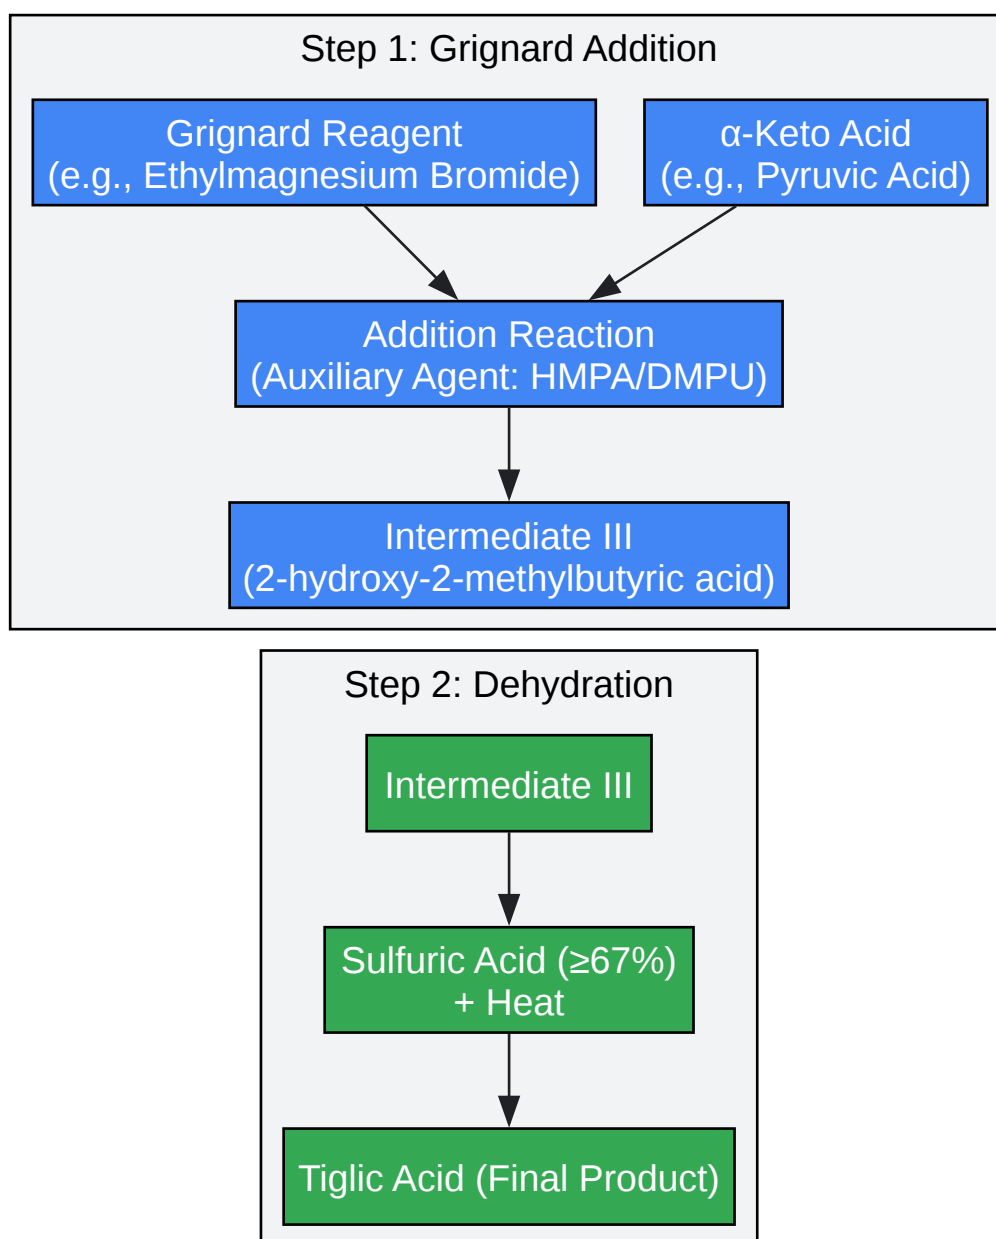 Step 1: Grignard Addition
Grignard Reagent
(e.g., Ethylmagnesium Bromide)
α-Keto Acid
(e.g., Pyruvic Acid)
Addition Reaction
(Auxiliary Agent: HMPA/DMPU)
Intermediate III
(2-hydroxy-2-methylbutyric acid)
Step 2: Dehydration
Intermediate III
Sulfuric Acid (≥67%)
+ Heat
Tiglic Acid (Final Product)